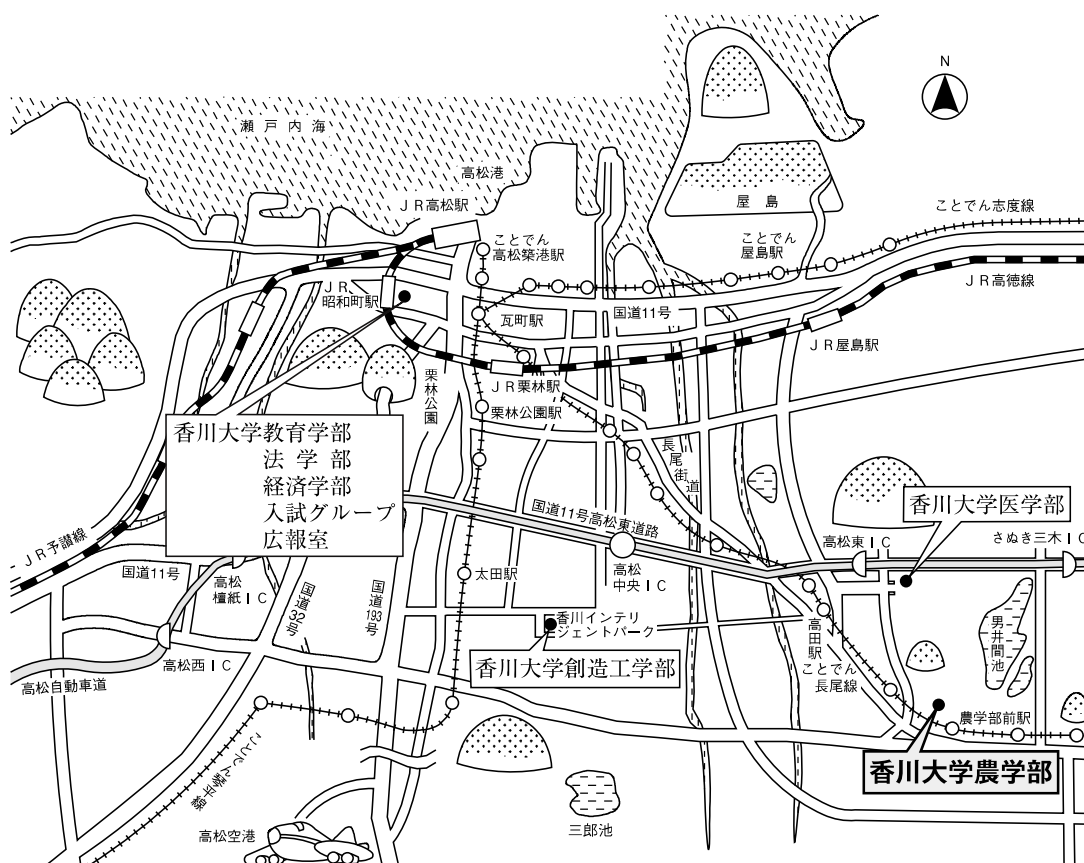 N
瀬戸内海
高松港
JR高松駅
屋島
ことでん志度線
ことでん
高松築港駅
ことでん
屋島駅
JR高徳線
JR
昭和町駅
瓦町駅
国道11号
JR屋島駅
JR栗林駅
栗林公園
栗林公園駅
香川大学教育学部
法学部
経済学部
入試グループ
広報室
長尾街道
国道11号高松東道路
香川大学医学部
高松東IC
さぬき三木IC
JR予讃線
国道11号
高松
檀紙IC
太田駅
高松
中央IC
国道32号
国道193号
香川インテリ
ジェントパーク
男井間池
高田駅
高松西IC
香川大学創造工学部
ことでん
長尾線
高松自動車道
農学部前駅
香川大学農学部
ことでん琴平線
三郎池
高松空港